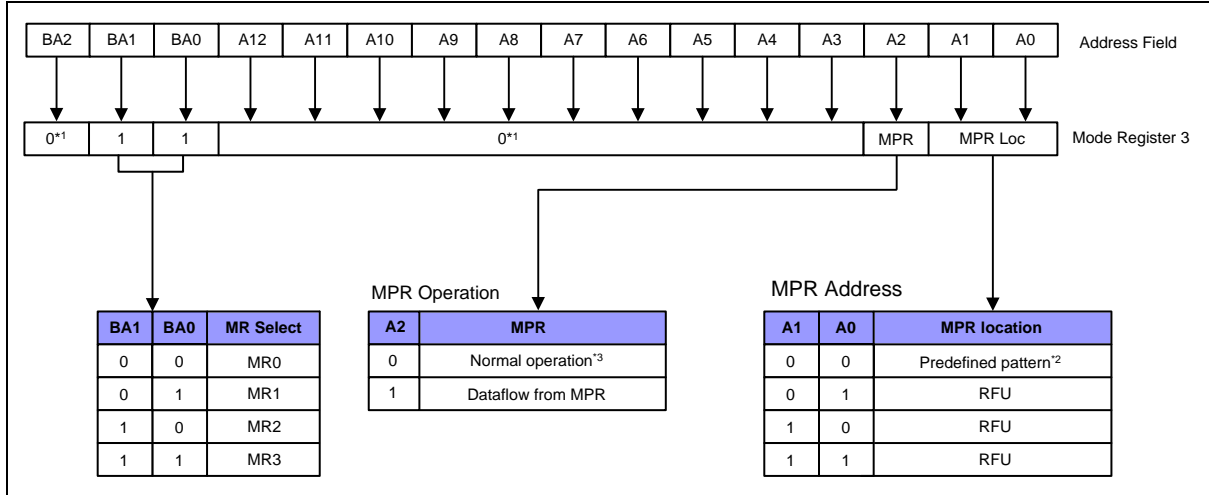 BA2 BA1 BA0 A12 A11 A10 A9 A8 A7 A6 A5 A4 A3 A2 A1 A0 Address Field
0*1 1 1 0*1 MPR MPR Loc Mode Register 3
MPR Operation MPR Address
BA1 BA0 MR Select A2 MPR A1 A0 MPR location
0 0 MR0 0 Normal operation*3 0 0 Predefined pattern*2
0 1 MR1 1 Dataflow from MPR 0 1 RFU
1 0 MR2 1 0 RFU
1 1 MR3 1 1 RFU